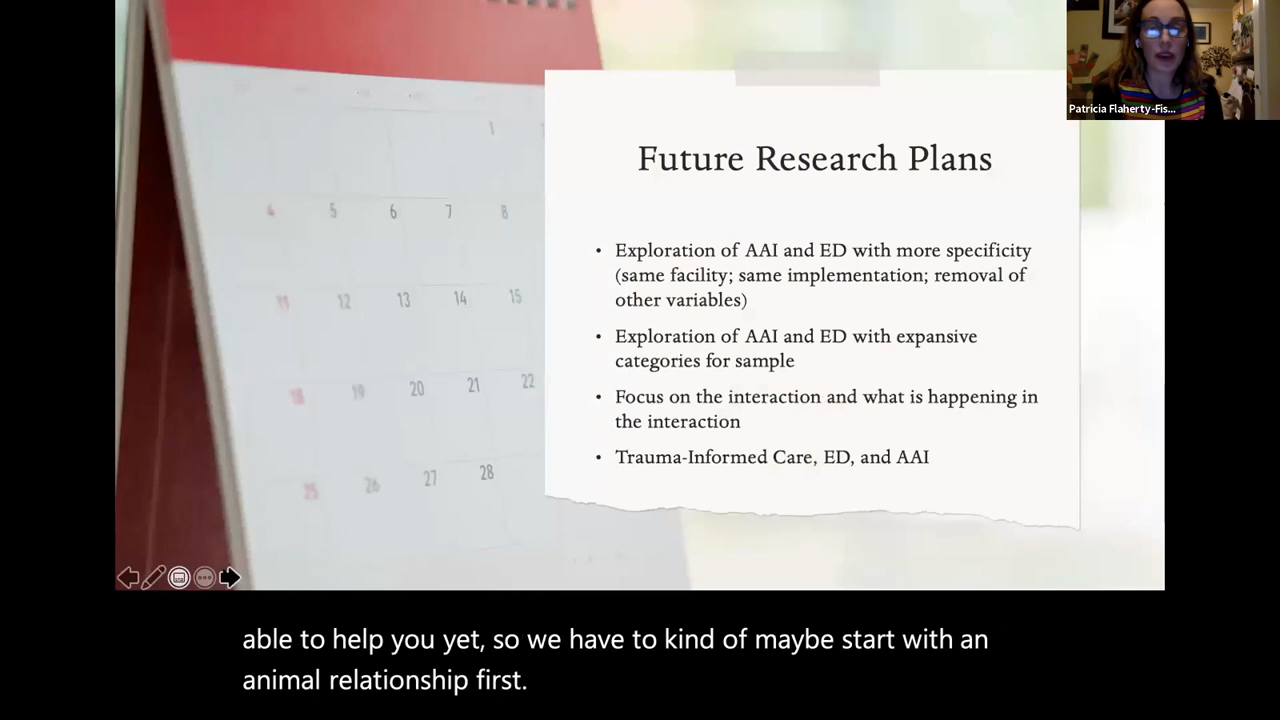 Patricia Flaherty-Fis...
Future Research Plans
• Exploration of AAI and ED with more specificity
(same facility; same implementation; removal of
other variables)
• Exploration of AAI and ED with expansive
categories for sample
• Focus on the interaction and what is happening in
the interaction
• Trauma-Informed Care, ED, and AAI
1
4 5 6 7 8
11 12 13 14 15
18 19 20 21 22
25 26 27 28
able to help you yet, so we have to kind of maybe start with an
animal relationship first.